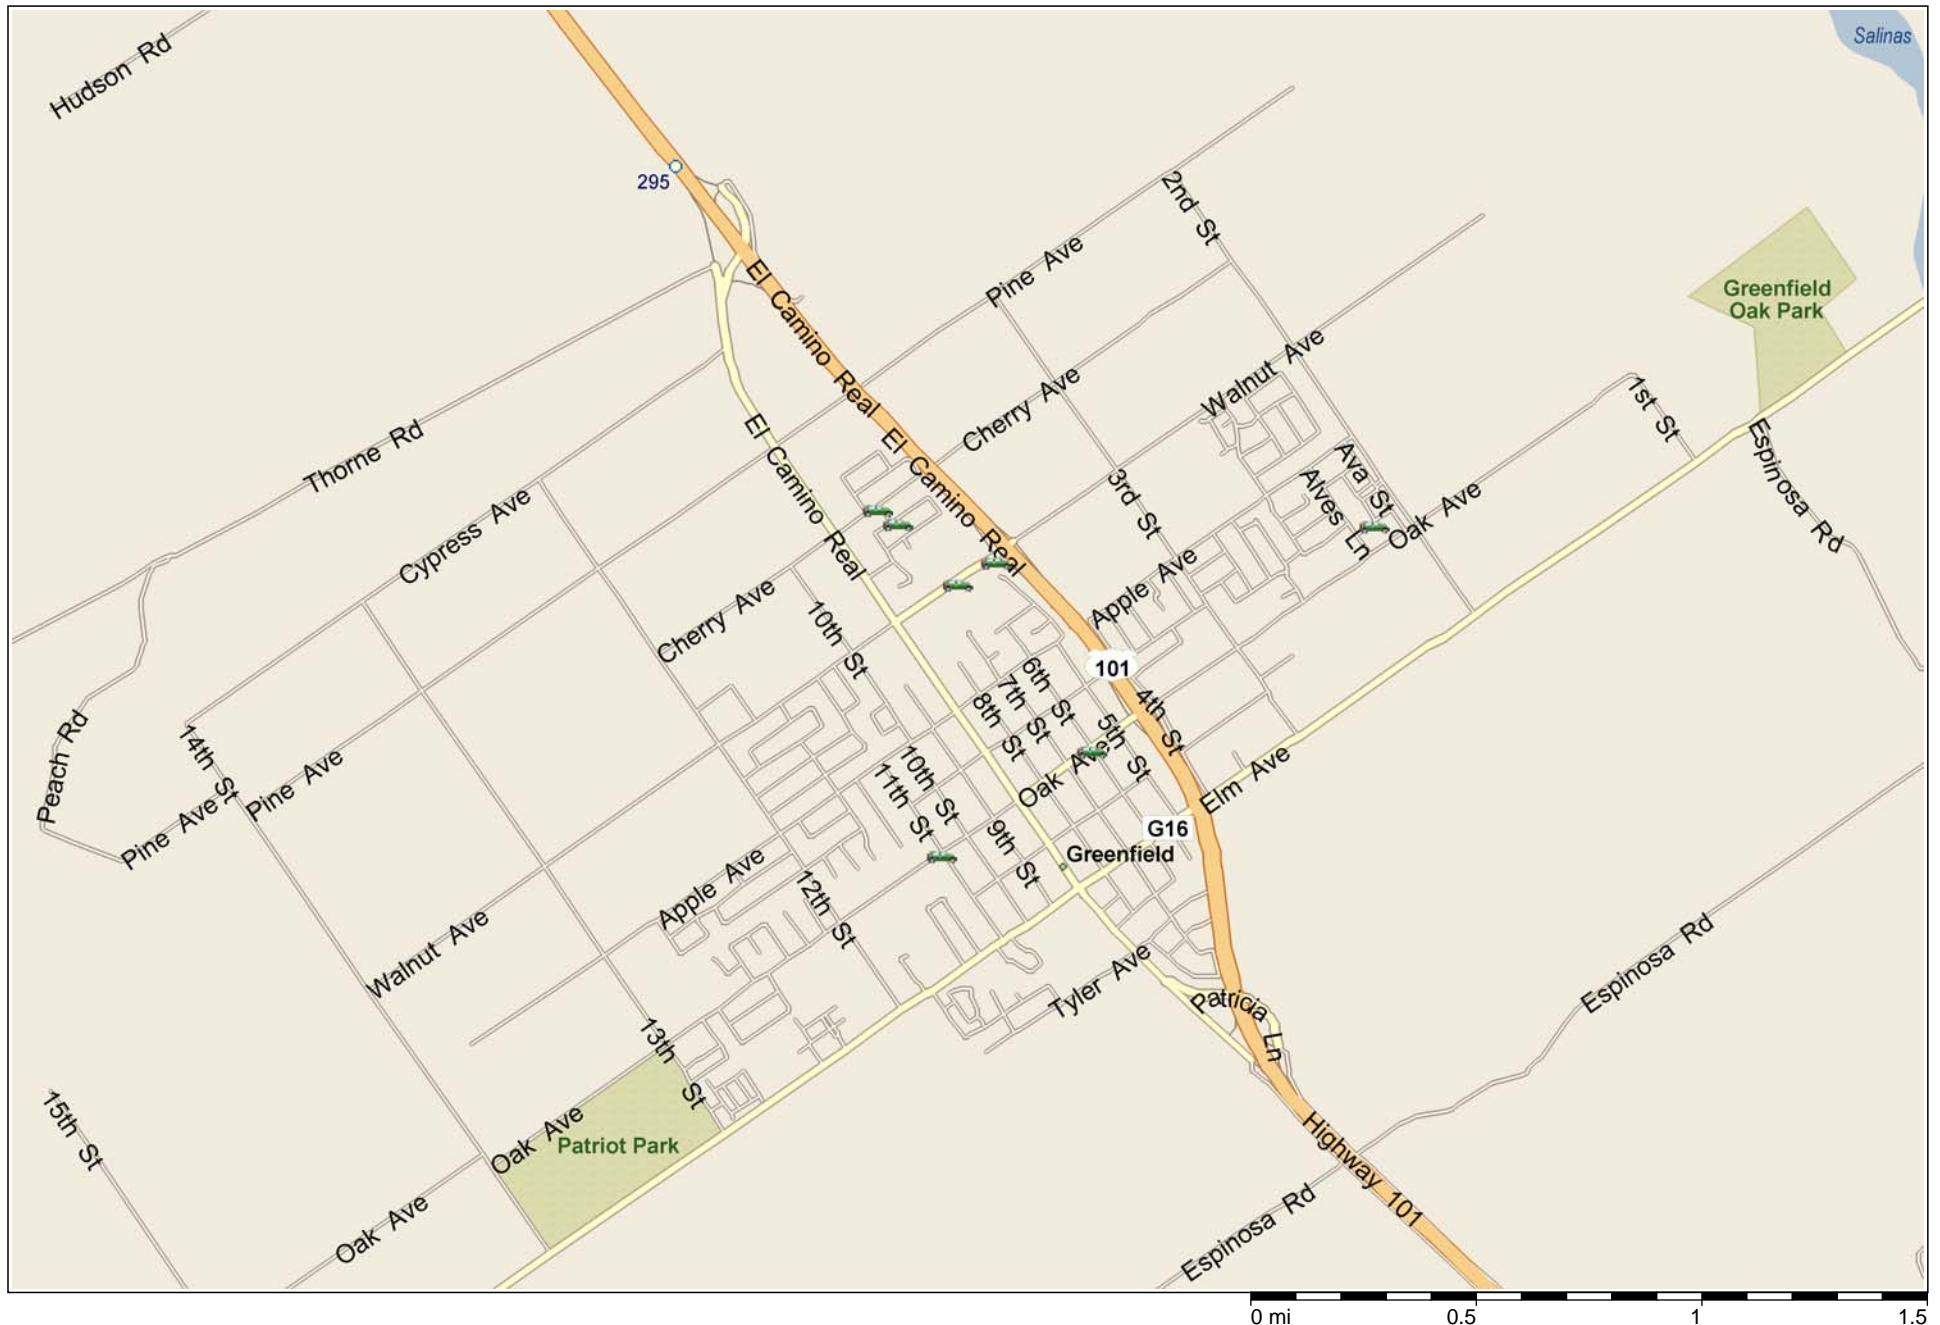 Salinas
Hudson Rd
295
2nd St
Pine Ave
El Camino Real
Greenfield
Oak Park
Walnut Ave
Cherry Ave
1st St
El Camino Real
El Camino Real
Thorne Rd
Espinosa Rd
Ava St
Alves Ln
Oak Ave
3rd St
Cypress Ave
Apple Ave
Cherry Ave
10th St
101
6th St
7th St
8th St
4th St
5th St
Peach Rd
14th St
Pine Ave
Pine Ave
10th St
11th St
Oak Ave
Elm Ave
G16
Greenfield
9th St
Apple Ave
12th St
Walnut Ave
Tyler Ave
Patricia Ln
Espinosa Rd
13th St
15th St
Oak Ave
Patriot Park
Highway 101
Oak Ave
Espinosa Rd
0 mi 0.5 1 1.5